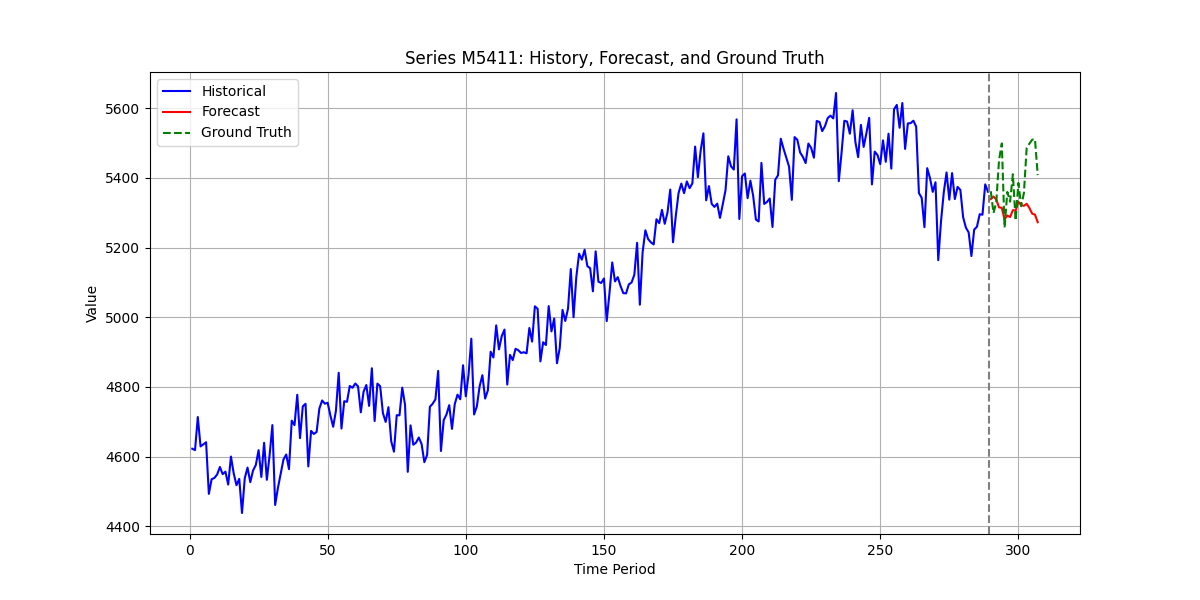 Series M5411: History, Forecast, and Ground Truth
Historical
Forecast
Ground Truth
Value
5600
5400
5200
5000
4800
4600
4400
0 50 100 150 200 250 300
Time Period